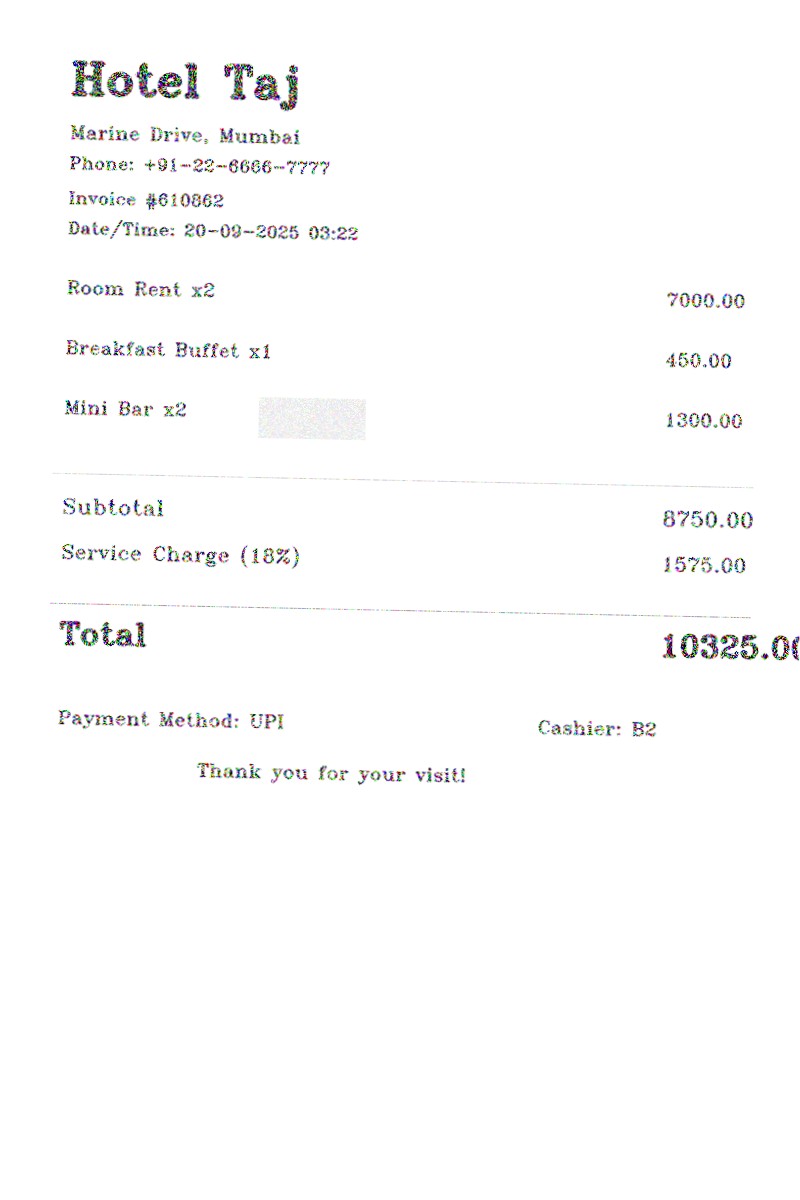 Hotel Taj
Marine Drive, Mumbai
Phone: +91-22-6666-7777
Invoice #610862
Date/Time: 20-09-2025 03:22
Room Rent x2 7000.00
Breakfast Buffet x1 450.00
Mini Bar x2 1300.00
Subtotal 8750.00
Service Charge (18%) 1575.00
Total 10325.00
Payment Method: UPI Cashier: B2
Thank you for your visit!